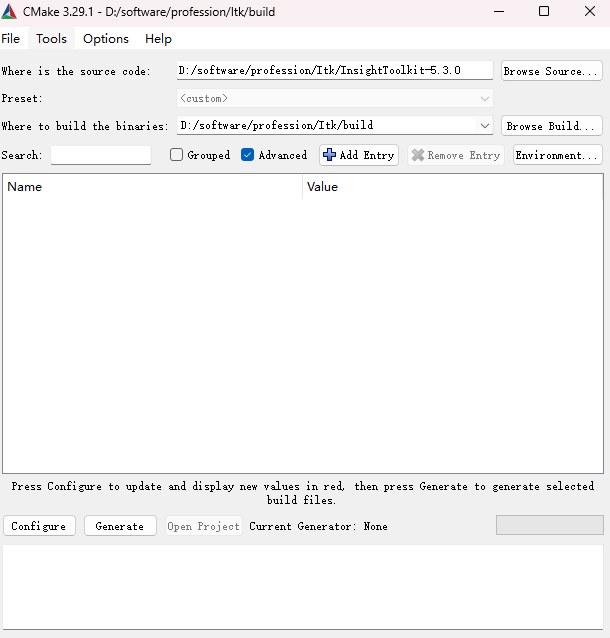 CMake 3.29.1 - D:/software/profession/Itk/build
File Tools Options Help
Where is the source code: D:/software/profession/Itk/InsightToolkit-5.3.0 Browse Source...
Preset: <custom>
Where to build the binaries: D:/software/profession/Itk/build Browse Build...
Search: Grouped Advanced Add Entry Remove Entry Environment...
Name Value
Press Configure to update and display new values in red, then press Generate to generate selected
build files.
Configure Generate Open Project Current Generator: None